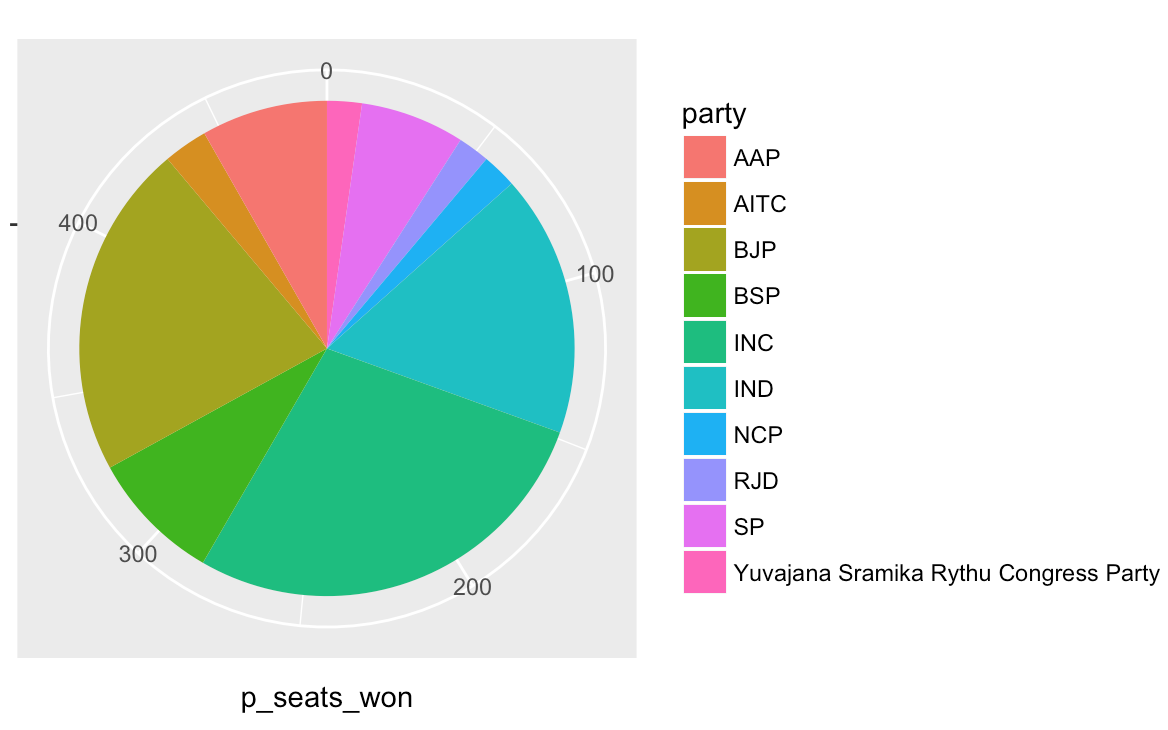 0
100
200
300
400
-
p_seats_won
party
AAP
AITC
BJP
BSP
INC
IND
NCP
RJD
SP
Yuvajana Sramika Rythu Congress Party